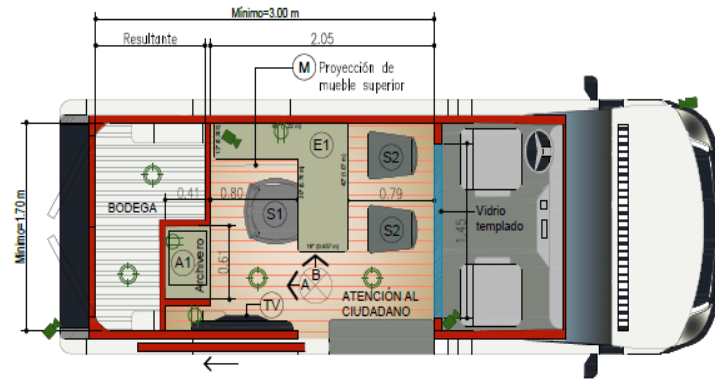 Mínimo=3.00 m
Resultante
2.05
M
Proyección de
mueble superior
E1
S2
Mínimo=1.70 m
0.41
0.80
0.79
BODEGA
S1
S2
Vidrio
templado
1.45
A1
Archivero
0.61
B
A
TV
ATENCIÓN AL
CIUDADANO